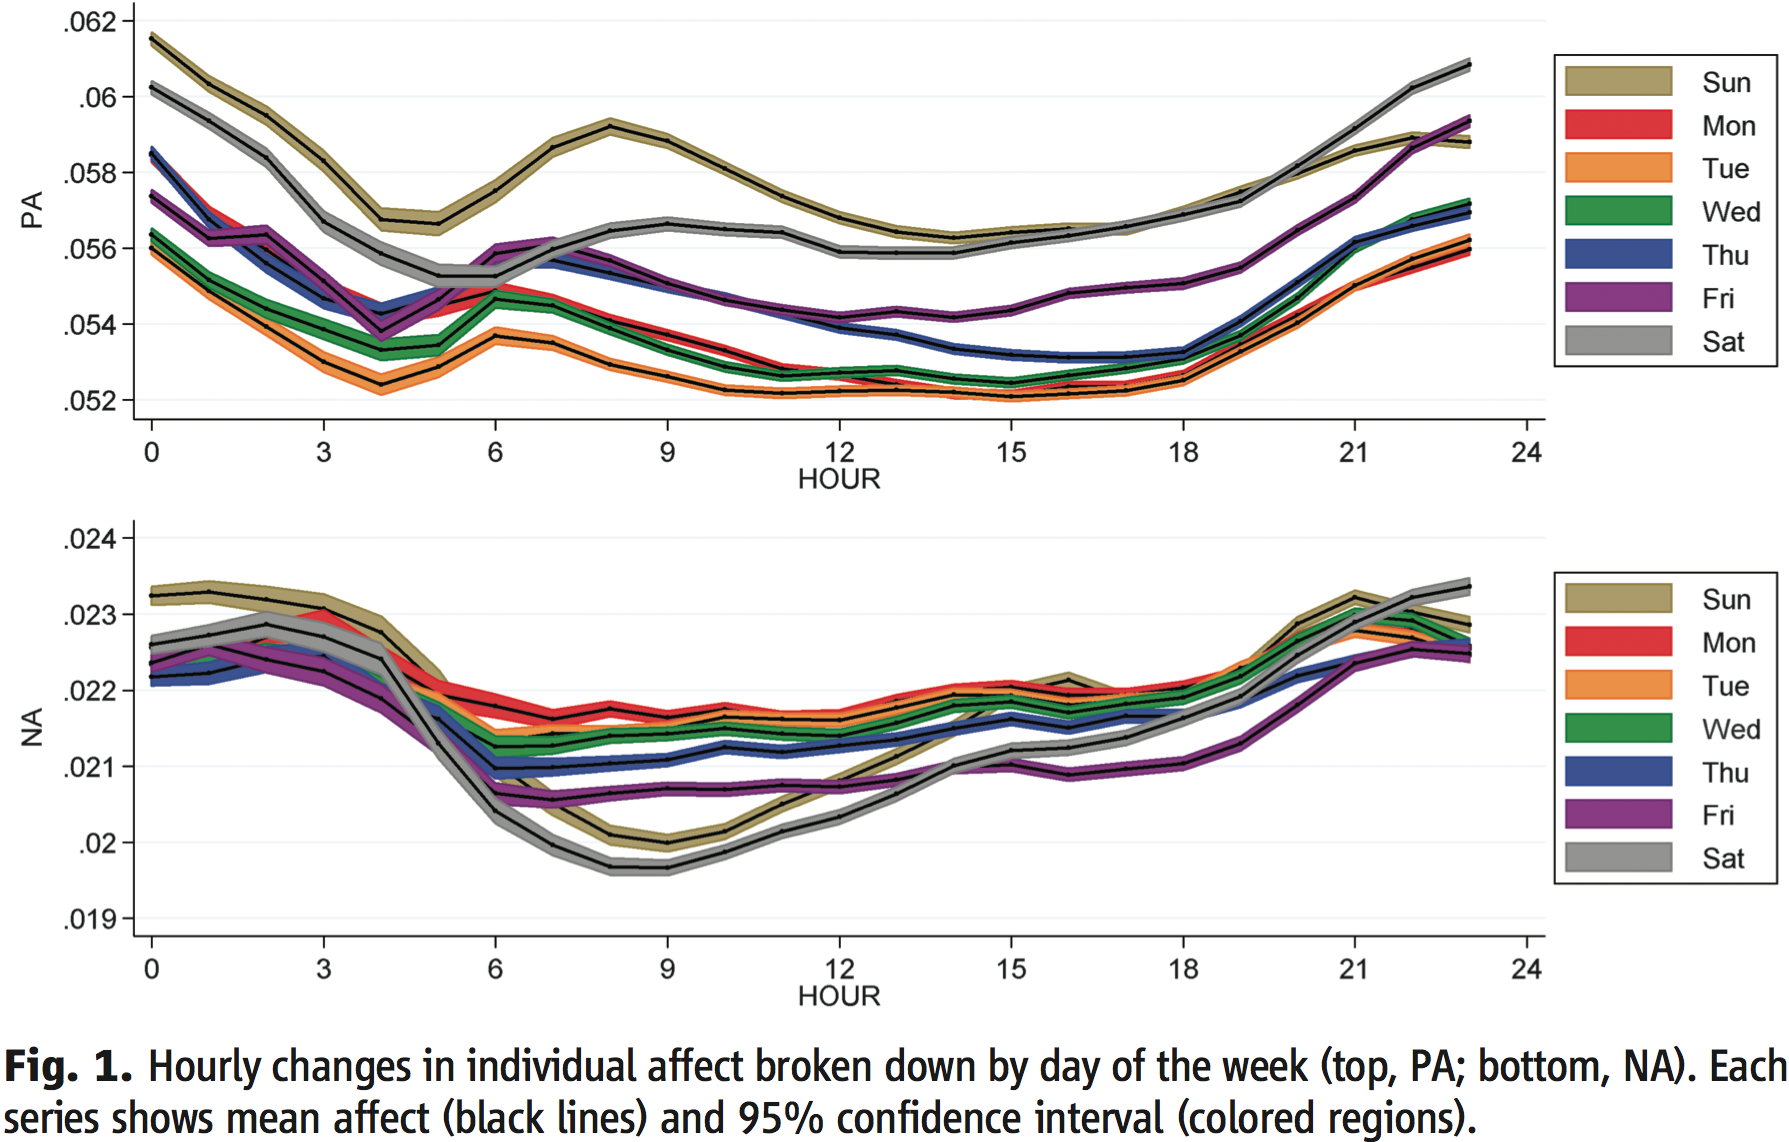 .062
.06
.058
.056
.054
.052
PA
0 3 6 9 12 15 18 21 24
HOUR
Sun
Mon
Tue
Wed
Thu
Fri
Sat
.024
.023
.022
.021
.02
.019
NA
0 3 6 9 12 15 18 21 24
HOUR
Sun
Mon
Tue
Wed
Thu
Fri
Sat
Fig. 1. Hourly changes in individual affect broken down by day of the week (top, PA; bottom, NA). Each
series shows mean affect (black lines) and 95% confidence interval (colored regions).